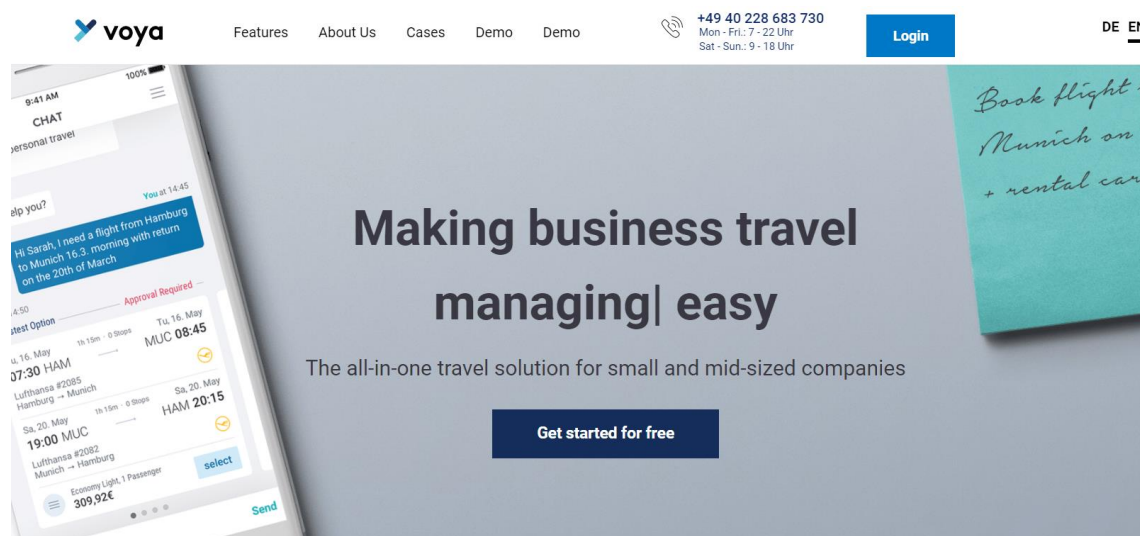 voya
Features
About Us
Cases
Demo
Demo
+49 40 228 683 730
Mon - Fri.: 7 - 22 Uhr
Sat - Sun.: 9 - 18 Uhr
Login
DE
100%
9:41 AM
CHAT
personal travel
You at 14:45
elp you?
Hi Sarah, I need a flight from Hamburg
to Munich 16.3. morning with return
on the 20th of March
4:50
Approval Required
Option
16. May
1h 15m - 0 Stops
Tu, 16. May
07:30 HAM
MUC 08:45
Lufthansa #2085
Hamburg → Munich
Sa, 20. May
1h 15m - 0 Stops
Sa, 20. May
19:00 MUC
HAM 20:15
Lufthansa #2082
Munich → Hamburg
Economy Light, 1 Passenger
309,92€
select
Send
Making business travel
managing| easy
The all-in-one travel solution for small and mid-sized companies
Get started for free
Book flight
Munich on
+ rental car